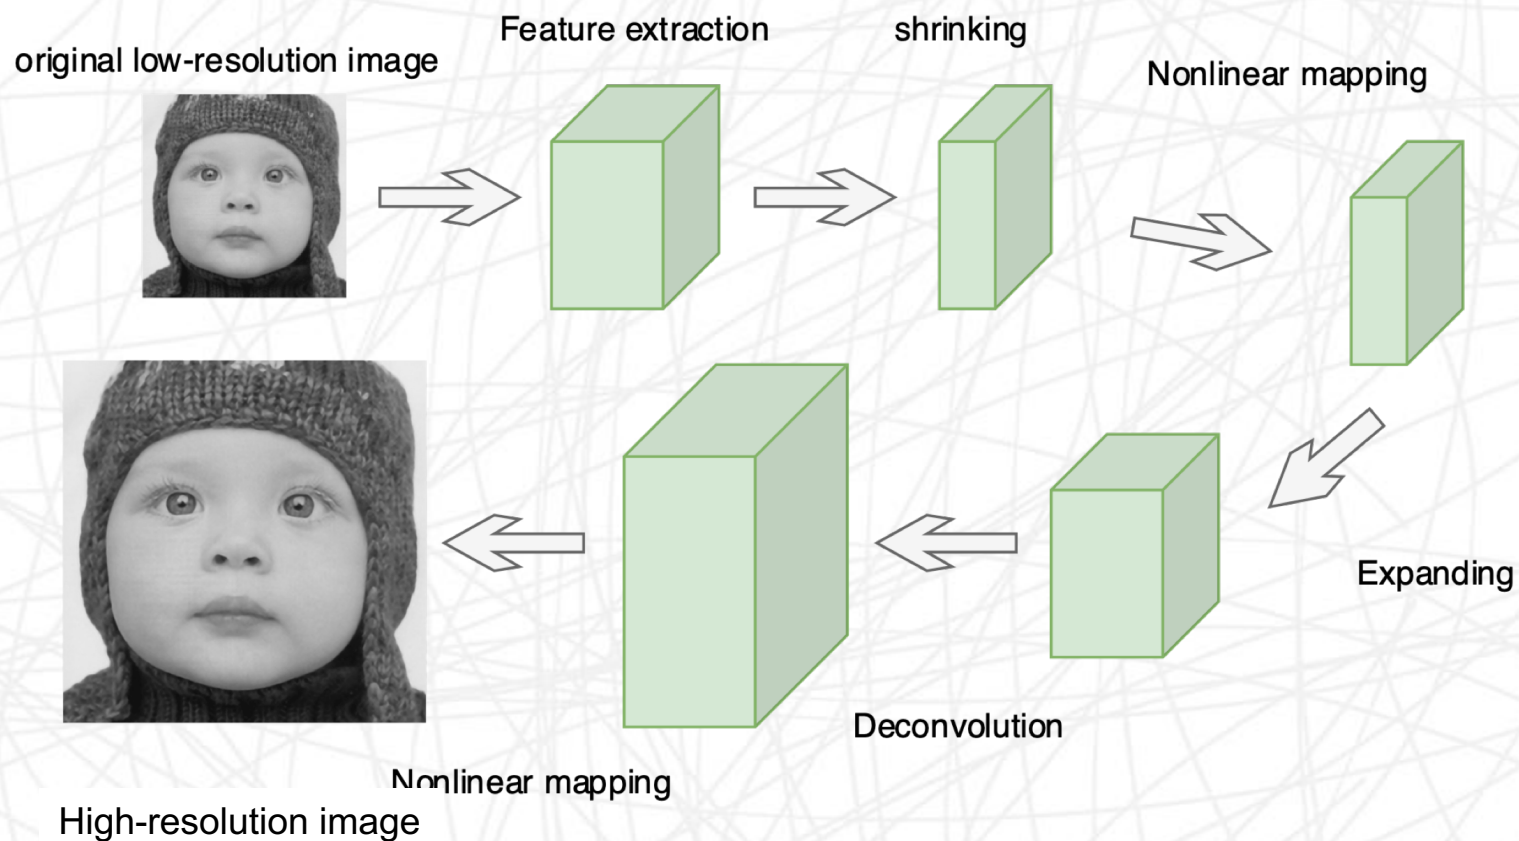 original low-resolution image
Feature extraction
shrinking
Nonlinear mapping
Expanding
Deconvolution
Nonlinear mapping
High-resolution image